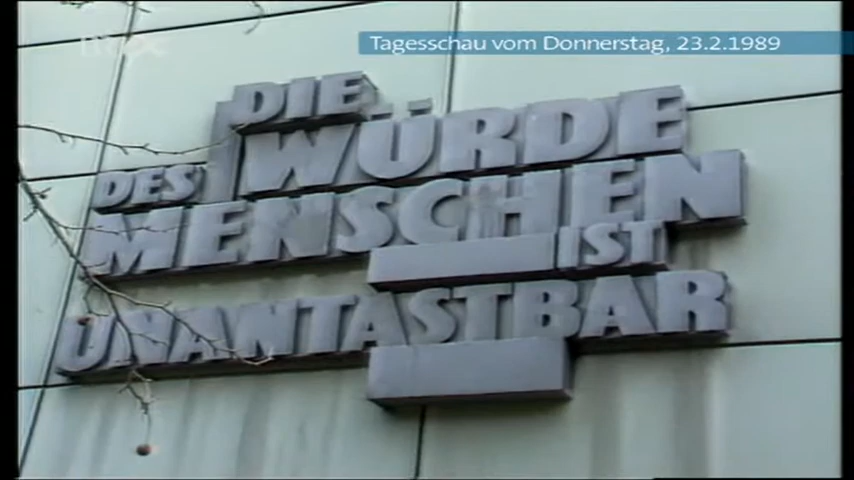 Tagesschau vom Donnerstag, 23.2.1989
DIE
DES WÜRDE
MENSCHEN
IST
UNANTASTBAR